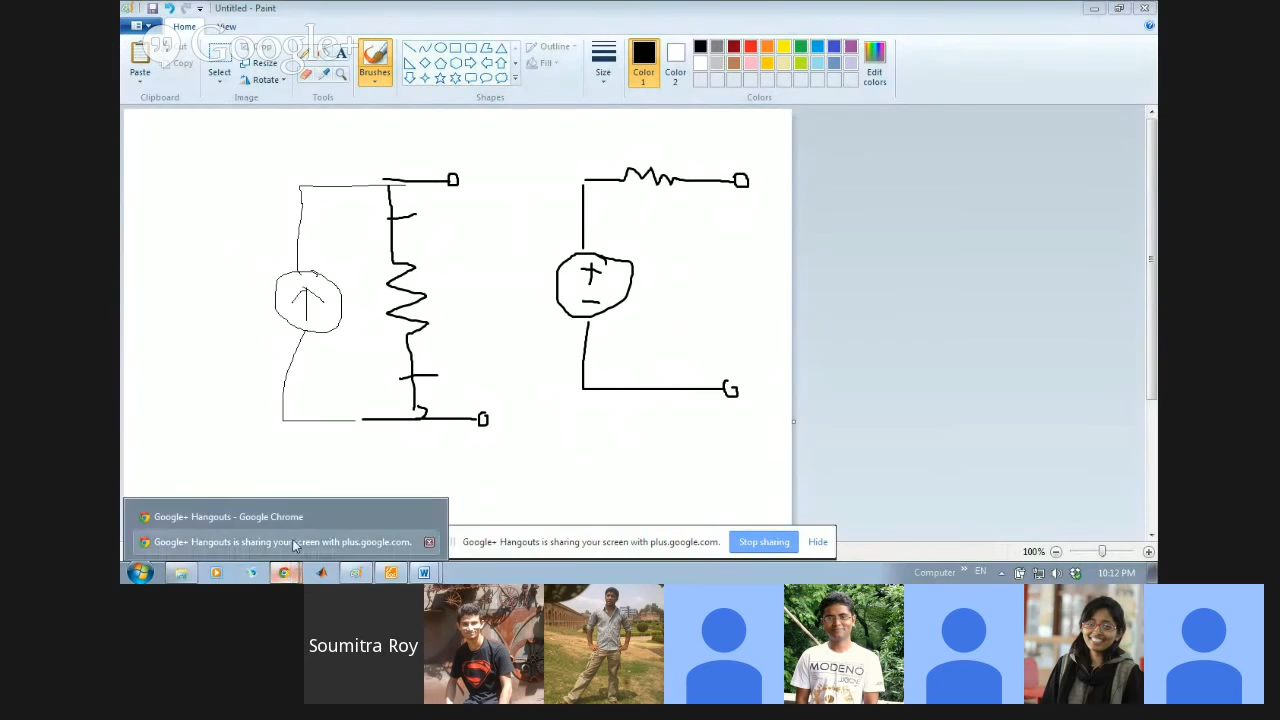 Untitled - Paint
Home
View
Google+
Paste
Cut
Copy
Select
Crop
Resize
Rotate
A
Brushes
Outline
Fill
Size
Color
1
Color
2
Edit
colors
Clipboard
Image
Tools
Shapes
Colors
+
−
Google+ Hangouts - Google Chrome
Google+ Hangouts is sharing your screen with plus.google.com.
Google+ Hangouts is sharing your screen with plus.google.com.
Stop sharing
Hide
100%
Computer
»
EN
10:12 PM
Soumitra Roy
MODENO